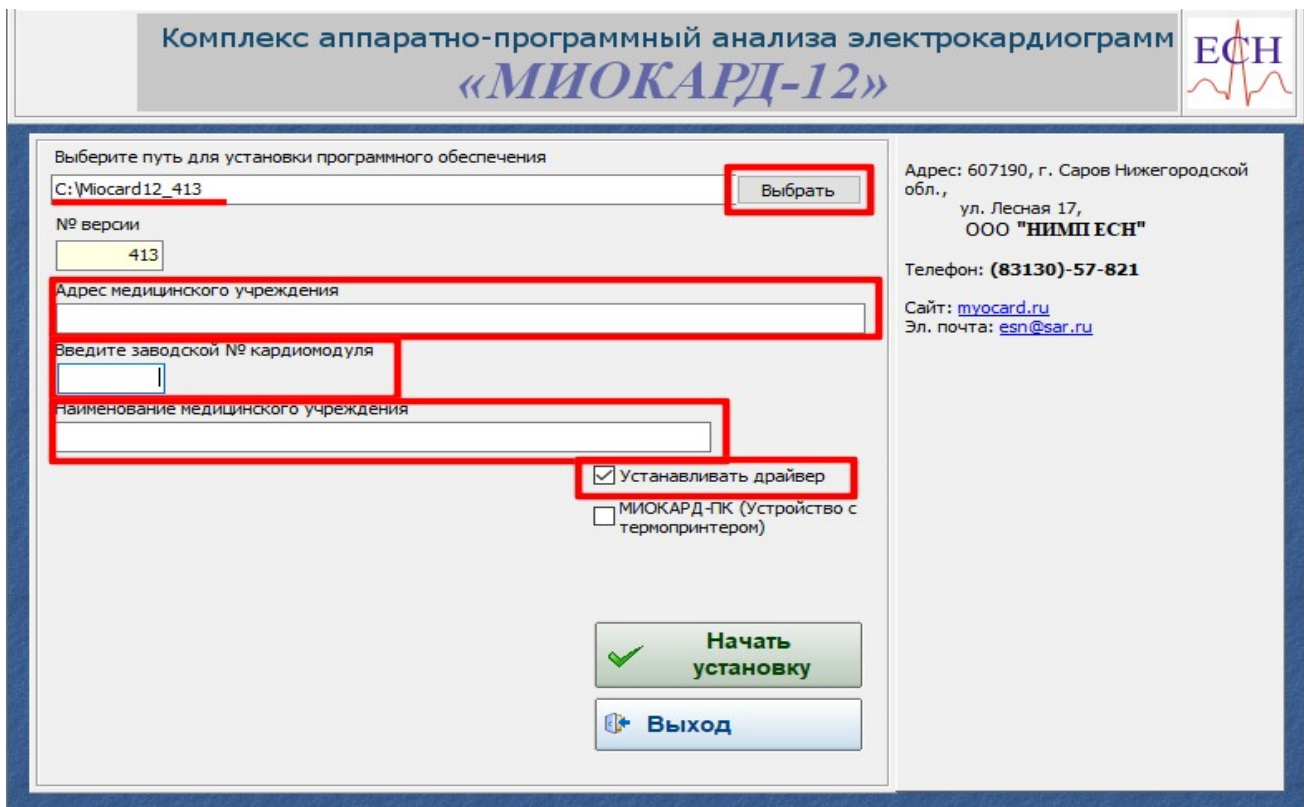 Комплекс аппаратно-программный анализа электрокардиограмм
«МИОКАРД-12»
ЕСН
Выберите путь для установки программного обеспечения
C:\Miocard12_413
Выбрать
№ версии
413
Адрес медицинского учреждения
Введите заводской № кардиомодуля
Наименование медицинского учреждения
Устанавливать драйвер
МИОКАРД-ПК (Устройство с
термопринтером)
Начать
установку
Выход
Адрес: 607190, г. Саров Нижегородской
обл.,
ул. Лесная 17,
ООО "НИМП ЕСН"
Телефон: (83130)-57-821
Сайт: myocard.ru
Эл. почта: esn@sar.ru